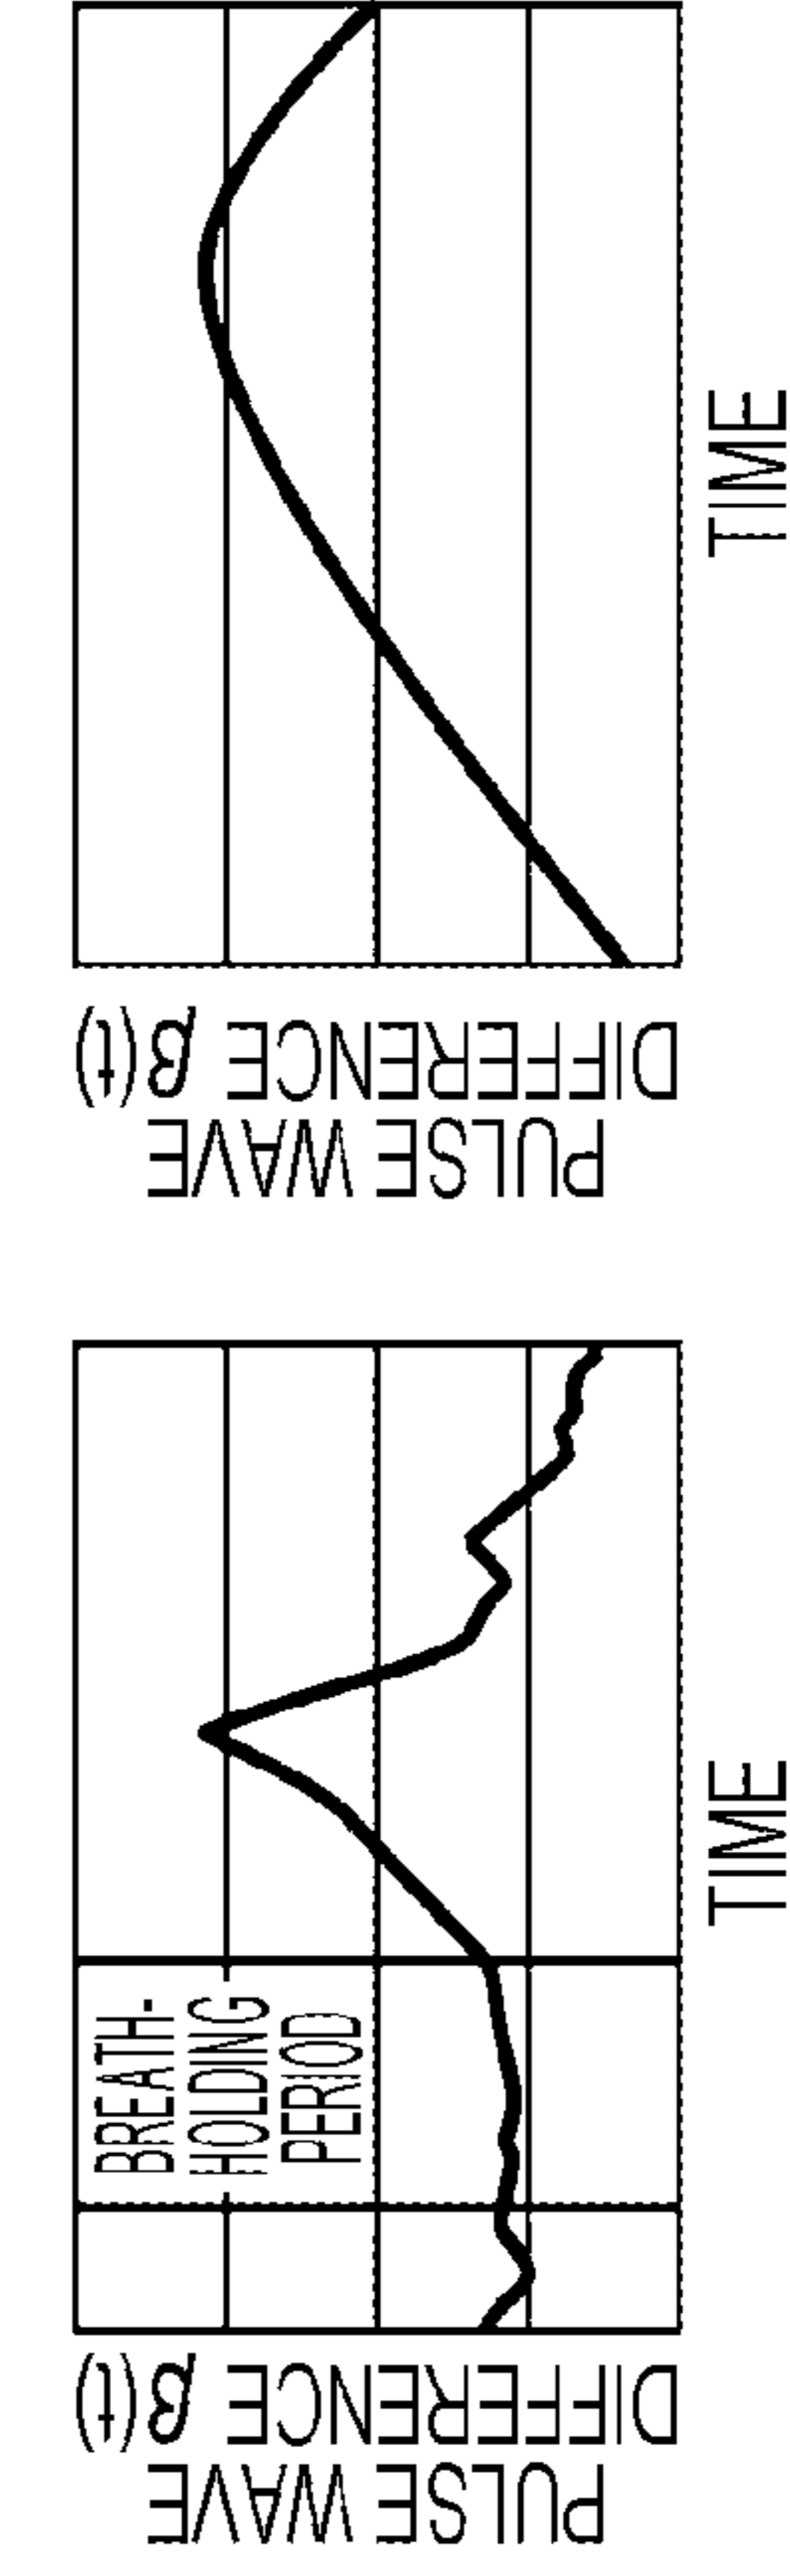 PULSE WAVE
DIFFERENCE β(t)
BREATH-
HOLDING
PERIOD
TIME
PULSE WAVE
DIFFERENCE β(t)
TIME